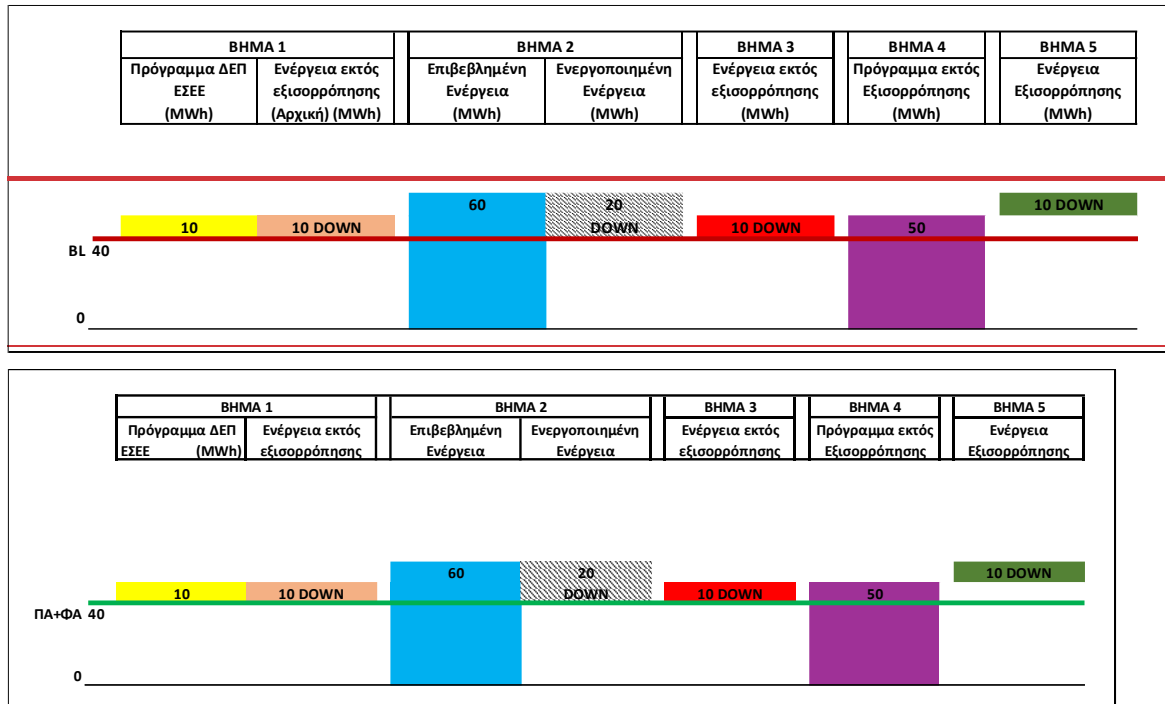 ΒΗΜΑ 1 ΒΗΜΑ 2 ΒΗΜΑ 3 ΒΗΜΑ 4 ΒΗΜΑ 5
Πρόγραμμα ΔΕΠ Ενέργεια εκτός Επιβεβλημένη Ενεργοποιημένη Ενέργεια εκτός Πρόγραμμα εκτός Ενέργεια
ΕΣΕΕ εξισορρόπησης Ενέργεια Ενέργεια εξισορρόπησης Εξισορρόπησης Εξισορρόπησης
(MWh) (Αρχική) (MWh) (MWh) (MWh) (MWh) (MWh) (MWh)
60 20 10 DOWN
10 10 DOWN DOWN 10 DOWN 50
BL 40
0
ΒΗΜΑ 1 ΒΗΜΑ 2 ΒΗΜΑ 3 ΒΗΜΑ 4 ΒΗΜΑ 5
Πρόγραμμα ΔΕΠ Ενέργεια εκτός Επιβεβλημένη Ενεργοποιημένη Ενέργεια εκτός Πρόγραμμα εκτός Ενέργεια
ΕΣΕΕ (MWh) εξισορρόπησης Ενέργεια Ενέργεια εξισορρόπησης Εξισορρόπησης Εξισορρόπησης
60 20 10 DOWN
10 10 DOWN DOWN 10 DOWN 50
ΠΑ+ΦΑ 40
0